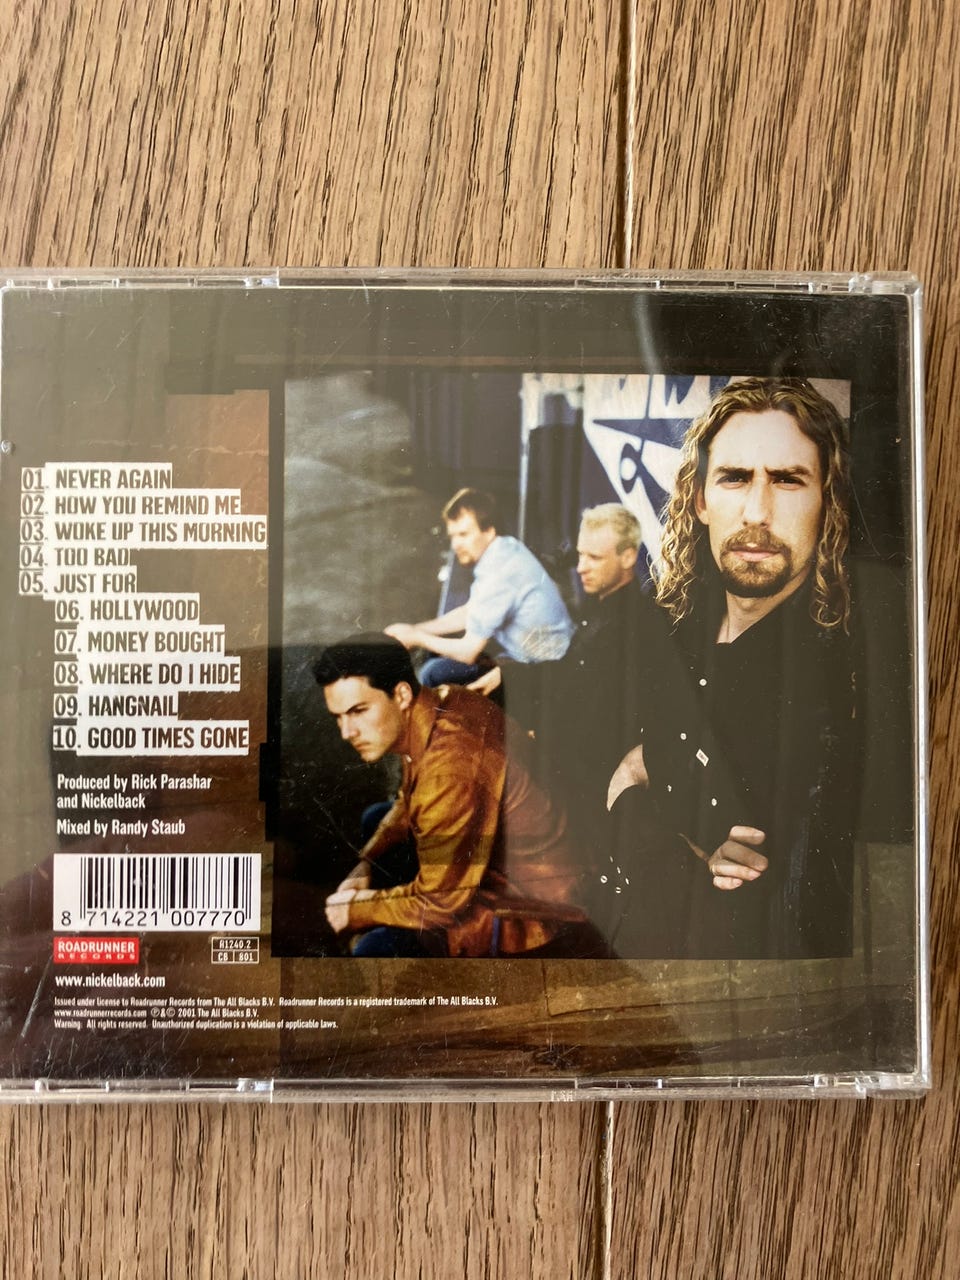 01. NEVER AGAIN
02. HOW YOU REMIND ME
03. WOKE UP THIS MORNING
04. TOO BAD
05. JUST FOR
06. HOLLYWOOD
07. MONEY BOUGHT
08. WHERE DO I HIDE
09. HANGNAIL
10. GOOD TIMES GONE
Produced by Rick Parashar
and Nickelback
Mixed by Randy Staub
8 714221 007770
ROADRUNNER
RECORDS
R1240.2
CB 801
www.nickelback.com
Issued under license to Roadrunner Records from The All Blacks B.V. Roadrunner Records is a registered trademark of The All Blacks B.V.
www.roadrunnerrecords.com ℗&© 2001 The All Blacks B.V.
Warning: All rights reserved. Unauthorized duplication is a violation of applicable laws.